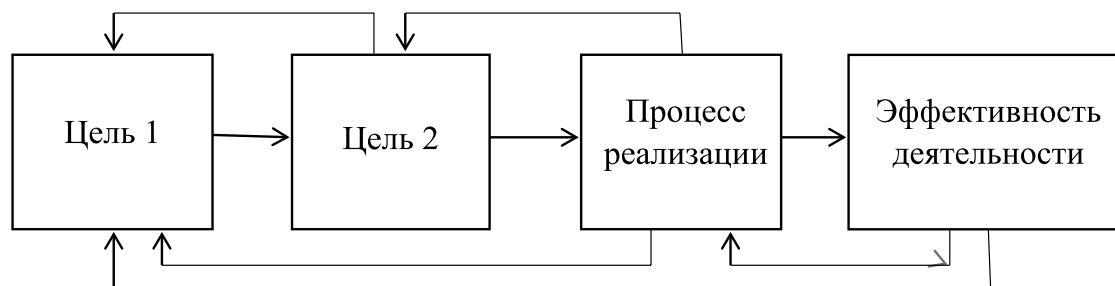 Цель 1
Цель 2
Процесс
реализации
Эффективность
деятельности